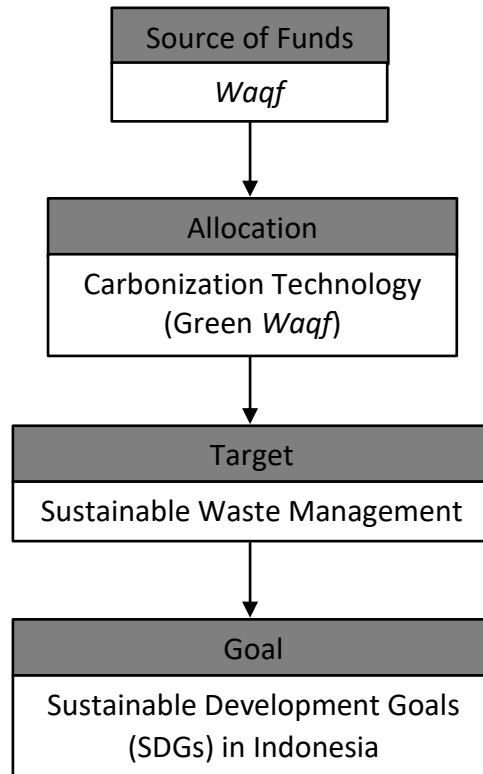 Source of Funds
Waqf
Allocation
Carbonization Technology
(Green Waqf)
Target
Sustainable Waste Management
Goal
Sustainable Development Goals
(SDGs) in Indonesia